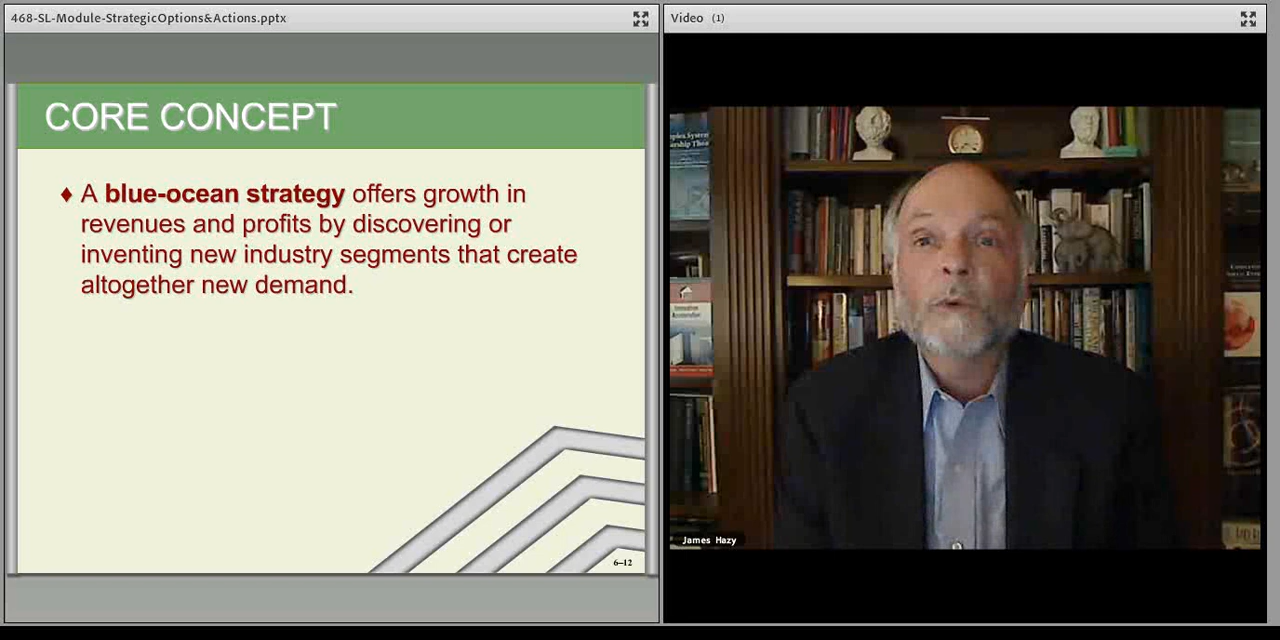 468-SL-Module-StrategicOptions&Actions.pptx
CORE CONCEPT
♦ A blue-ocean strategy offers growth in
revenues and profits by discovering or
inventing new industry segments that create
altogether new demand.
6–12
Video (1)
James Hazy